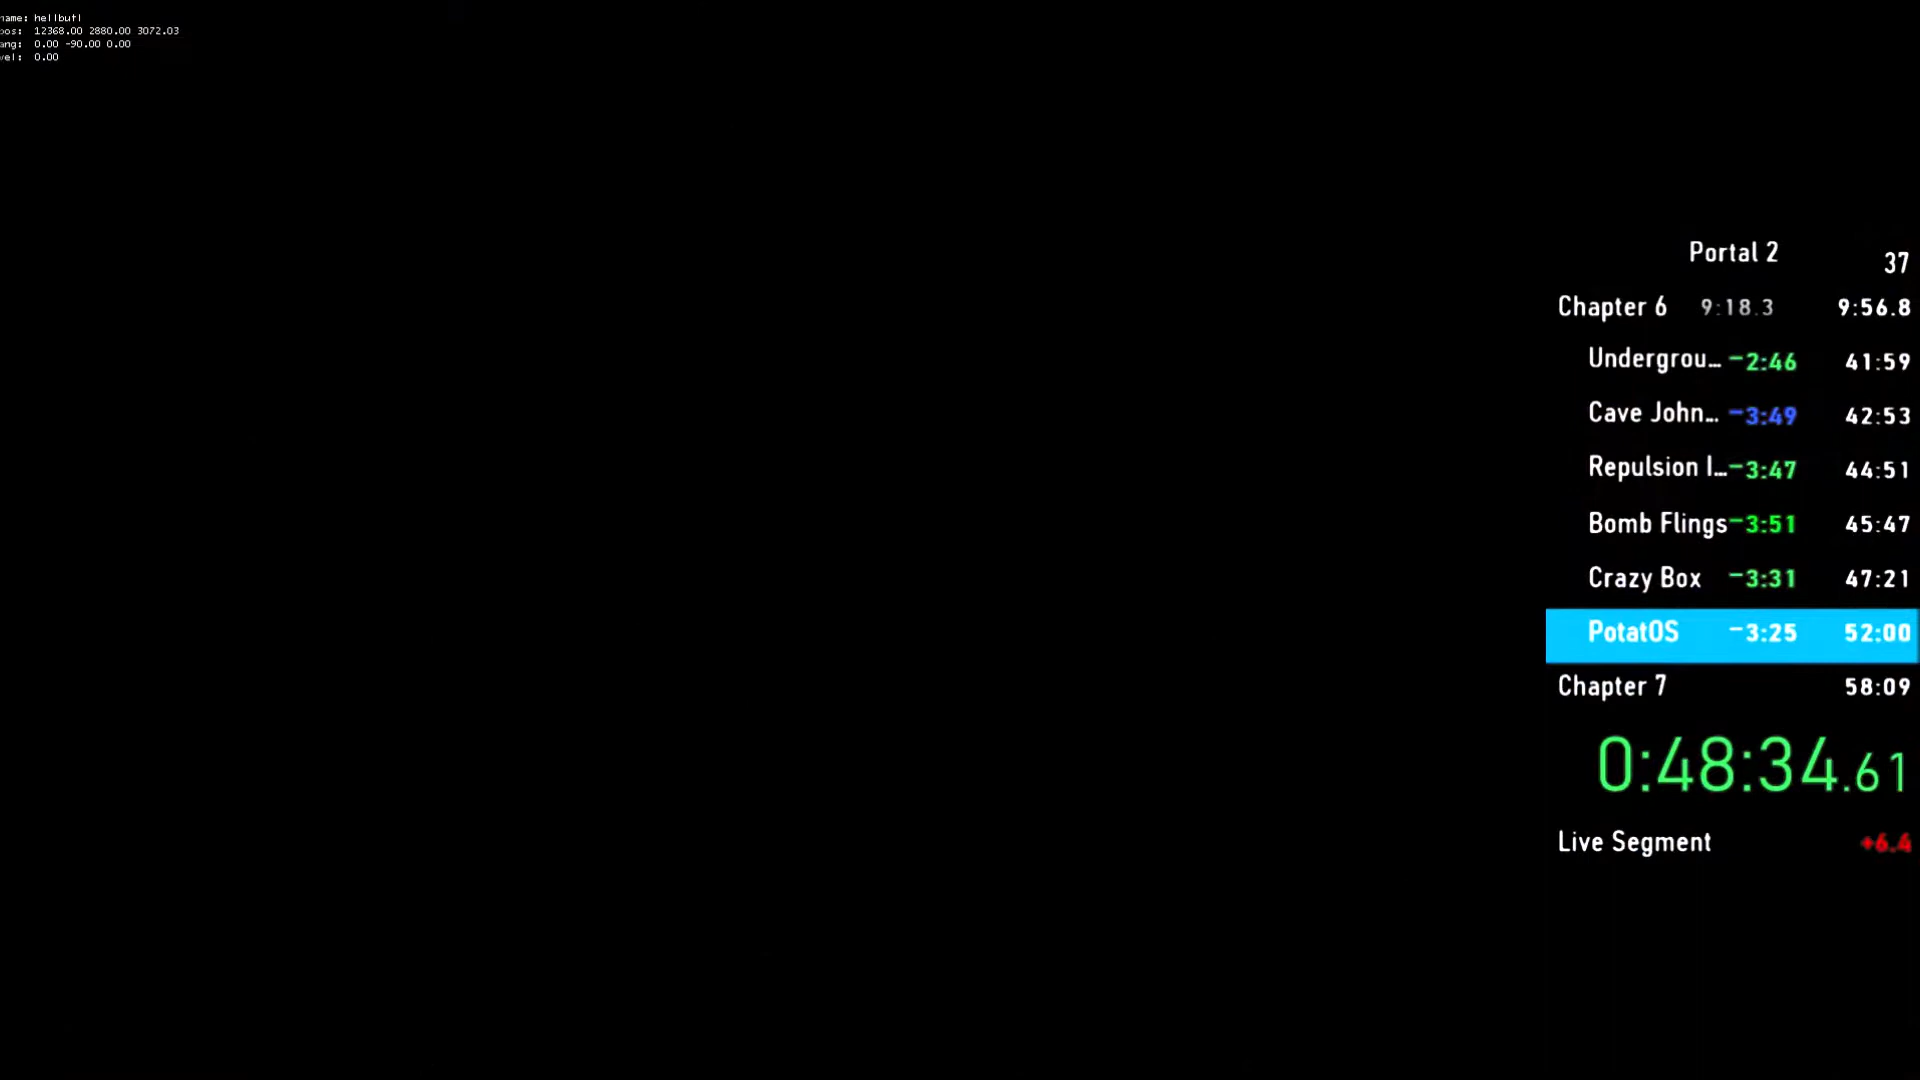 name: hellbutl
pos: 12368.00 2880.00 3072.03
ang: 0.00 -90.00 0.00
vel: 0.00
Portal 2
37
Chapter 6 9:18.3 9:56.8
Undergrou... -2:46 41:59
Cave John... -3:49 42:53
Repulsion I... -3:47 44:51
Bomb Flings -3:51 45:47
Crazy Box -3:31 47:21
PotatOS -3:25 52:00
Chapter 7 58:09
0:48:34.61
Live Segment +6.4